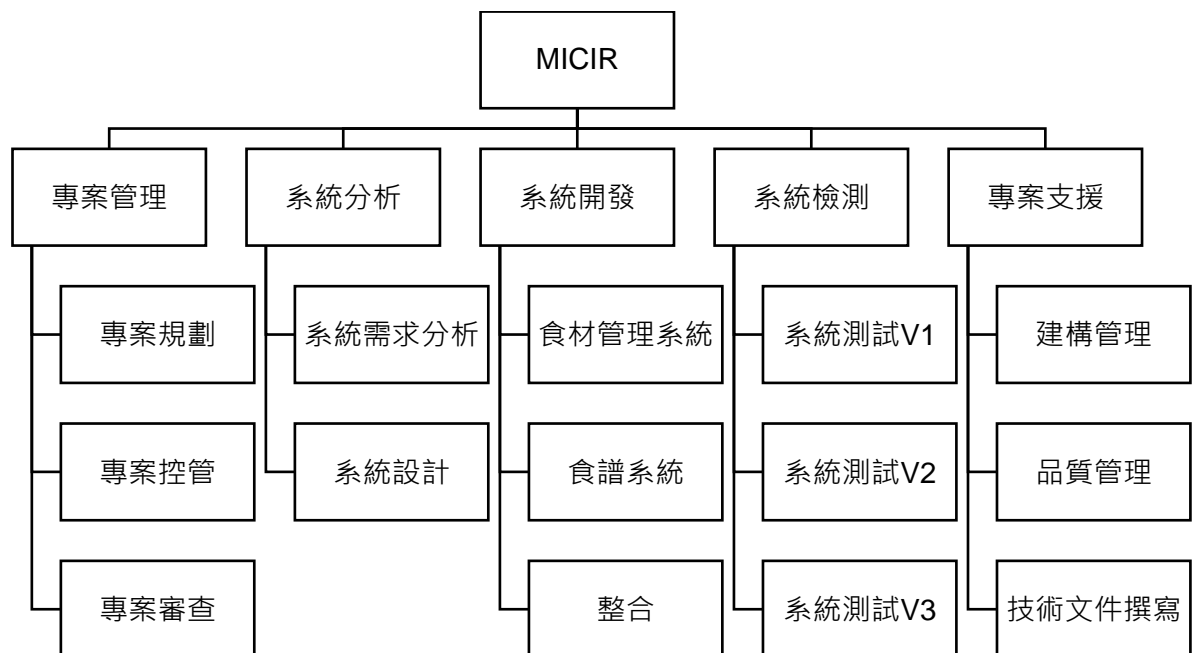 MICIR
專案管理
系統分析
系統開發
系統檢測
專案支援
專案規劃
系統需求分析
食材管理系統
系統測試V1
建構管理
專案控管
系統設計
食譜系統
系統測試V2
品質管理
專案審查
整合
系統測試V3
技術文件撰寫